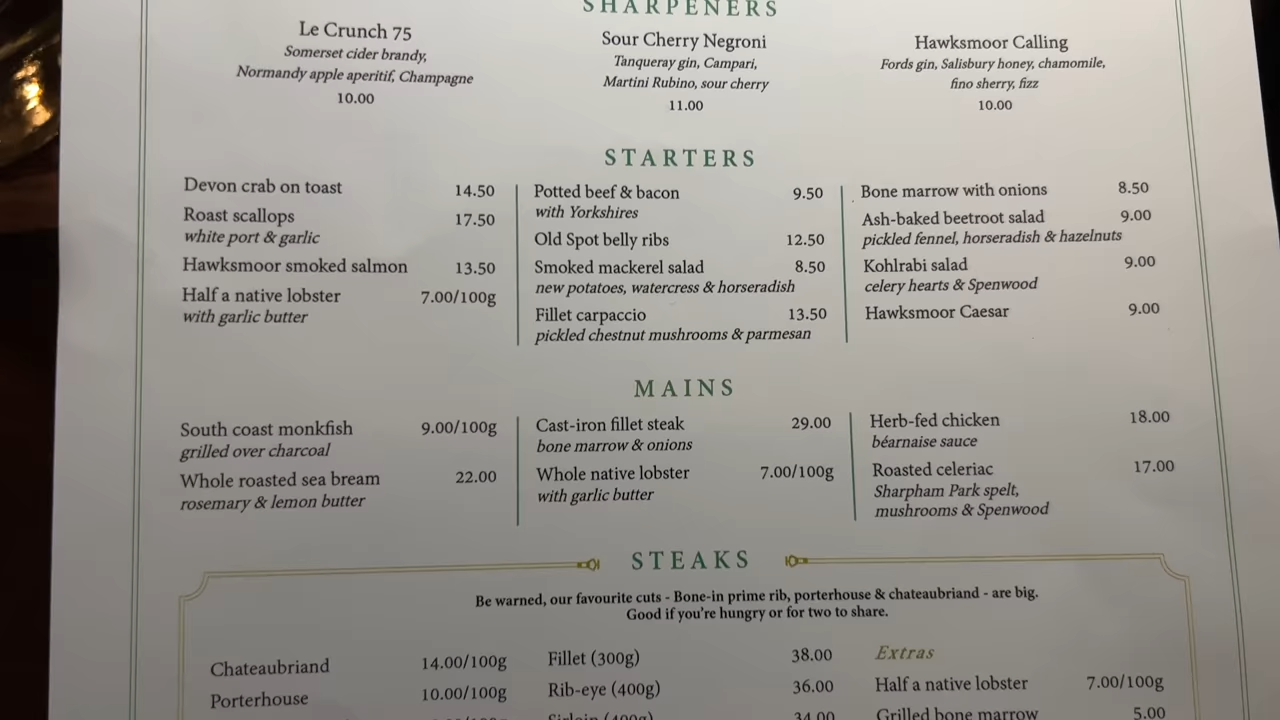 SHARPENERS
Le Crunch 75
Somerset cider brandy,
Normandy apple aperitif, Champagne
10.00
Sour Cherry Negroni
Tanqueray gin, Campari,
Martini Rubino, sour cherry
11.00
Hawksmoor Calling
Fords gin, Salisbury honey, chamomile,
fino sherry, fizz
10.00
STARTERS
Devon crab on toast 14.50
Roast scallops 17.50
white port & garlic
Hawksmoor smoked salmon 13.50
Half a native lobster 7.00/100g
with garlic butter
Potted beef & bacon 9.50
with Yorkshires
Old Spot belly ribs 12.50
Smoked mackerel salad 8.50
new potatoes, watercress & horseradish
Fillet carpaccio 13.50
pickled chestnut mushrooms & parmesan
Bone marrow with onions 8.50
Ash-baked beetroot salad 9.00
pickled fennel, horseradish & hazelnuts
Kohlrabi salad 9.00
celery hearts & Spenwood
Hawksmoor Caesar 9.00
MAINS
South coast monkfish 9.00/100g
grilled over charcoal
Whole roasted sea bream 22.00
rosemary & lemon butter
Cast-iron fillet steak 29.00
bone marrow & onions
Whole native lobster 7.00/100g
with garlic butter
Herb-fed chicken 18.00
béarnaise sauce
Roasted celeriac 17.00
Sharpham Park spelt,
mushrooms & Spenwood
STEAKS
Be warned, our favourite cuts - Bone-in prime rib, porterhouse & chateaubriand - are big.
Good if you're hungry or for two to share.
Chateaubriand 14.00/100g
Porterhouse 10.00/100g
Fillet (300g) 38.00
Rib-eye (400g) 36.00
Sirloin (400g) 34.00
Extras
Half a native lobster 7.00/100g
Grilled bone marrow 5.00